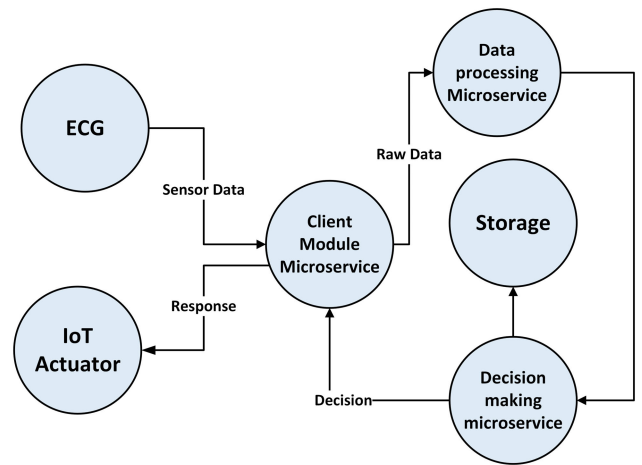 ECG
Sensor Data
Client
Module
Microservice
Raw Data
Data
processing
Microservice
Storage
Response
IoT
Actuator
Decision
Decision
making
microservice